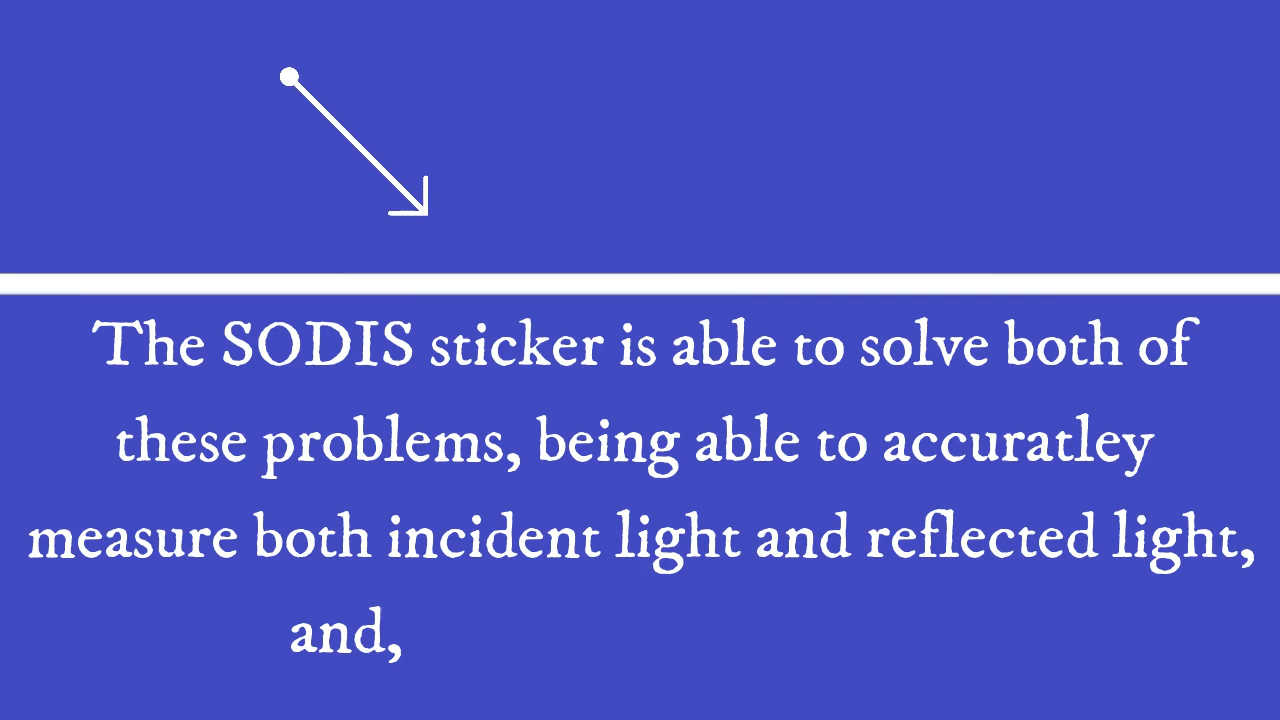 The SODIS sticker is able to solve both of
these problems, being able to accuratley
measure both incident light and reflected light,
and,